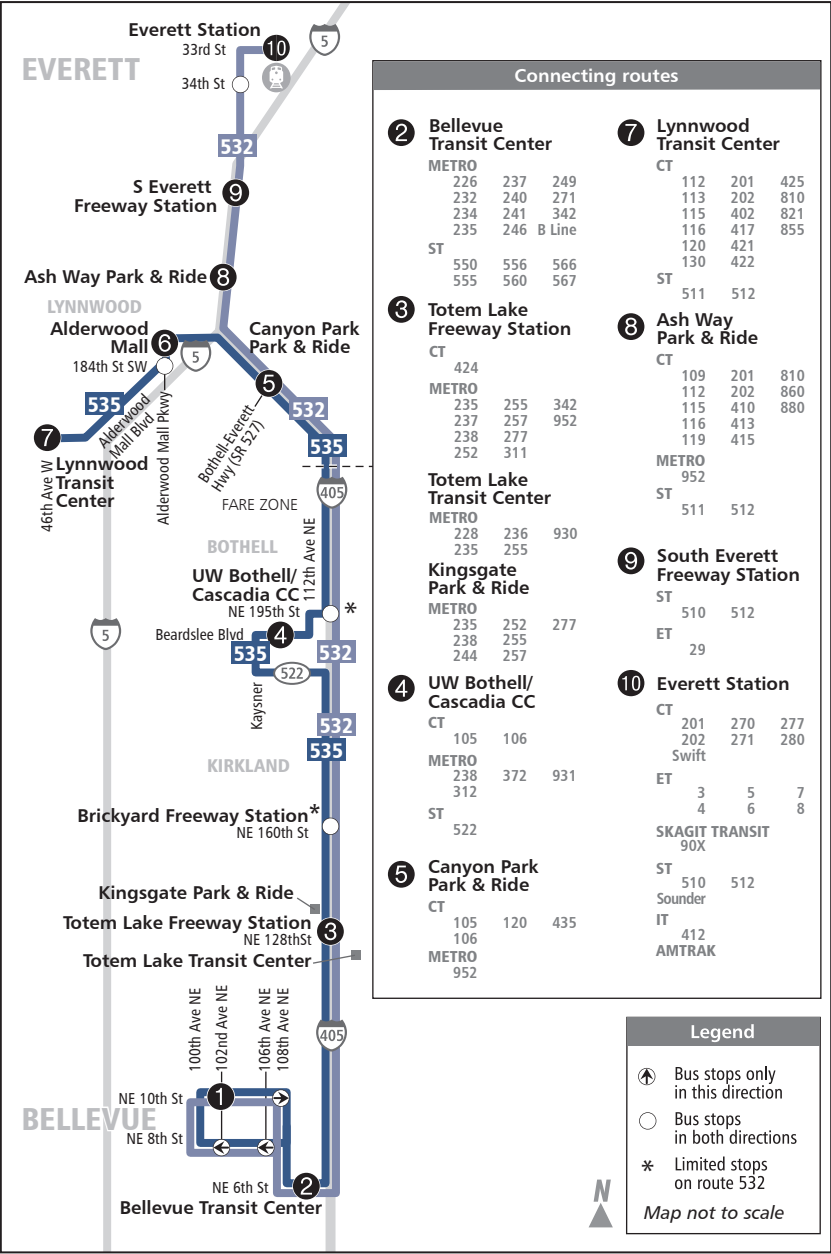 Everett Station
33rd St
10
5
EVERETT
34th St
532
S Everett
Freeway Station
9
Ash Way Park & Ride
8
LYNNWOOD
Alderwood
Mall
6
184th St SW
5
Canyon Park
Park & Ride
5
532
535
Alderwood
Mall Blvd
Alderwood Mall Pkwy
Bothell-Everett
Hwy (SR 527)
535
7
Lynnwood
Transit
Center
46th Ave W
405
FARE ZONE
112th Ave NE
BOTHELL
UW Bothell/
Cascadia CC
NE 195th St
*
Beardslee Blvd
4
5
535
532
522
Kaysner
532
535
KIRKLAND
Brickyard Freeway Station*
NE 160th St
Kingsgate Park & Ride
Totem Lake Freeway Station
NE 128thSt
3
Totem Lake Transit Center
100th Ave NE
102nd Ave NE
106th Ave NE
108th Ave NE
405
NE 10th St
1
BELLEVUE
NE 8th St
NE 6th St
2
Bellevue Transit Center
Connecting routes
2
Bellevue
Transit Center
METRO
226 237 249
232 240 271
234 241 342
235 246 B Line
ST
550 556 566
555 560 567
3
Totem Lake
Freeway Station
CT
424
METRO
235 255 342
237 257 952
238 277
252 311
Totem Lake
Transit Center
METRO
228 236 930
235 255
Kingsgate
Park & Ride
METRO
235 252 277
238 255
244 257
4
UW Bothell/
Cascadia CC
CT
105 106
METRO
238 372 931
312
ST
522
5
Canyon Park
Park & Ride
CT
105 120 435
106
METRO
952
7
Lynnwood
Transit Center
CT
112 201 425
113 202 810
115 402 821
116 417 855
120 421
130 422
ST
511 512
8
Ash Way
Park & Ride
CT
109 201 810
112 202 860
115 410 880
116 413
119 415
METRO
952
ST
511 512
9
South Everett
Freeway STation
ST
510 512
ET
29
10
Everett Station
CT
201 270 277
202 271 280
Swift
ET
3 5 7
4 6 8
SKAGIT TRANSIT
90X
ST
510 512
Sounder
IT
412
AMTRAK
Legend
Bus stops only
in this direction
Bus stops
in both directions
* Limited stops
on route 532
Map not to scale
N